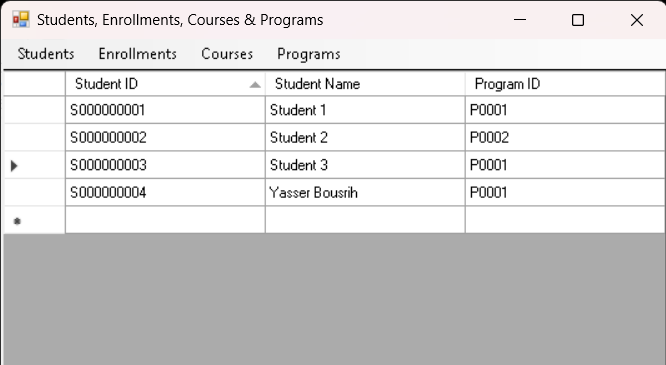 Students, Enrollments, Courses & Programs
Students Enrollments Courses Programs
Student ID Student Name Program ID
S000000001 Student 1 P0001
S000000002 Student 2 P0002
S000000003 Student 3 P0001
S000000004 Yasser Bousrih P0001